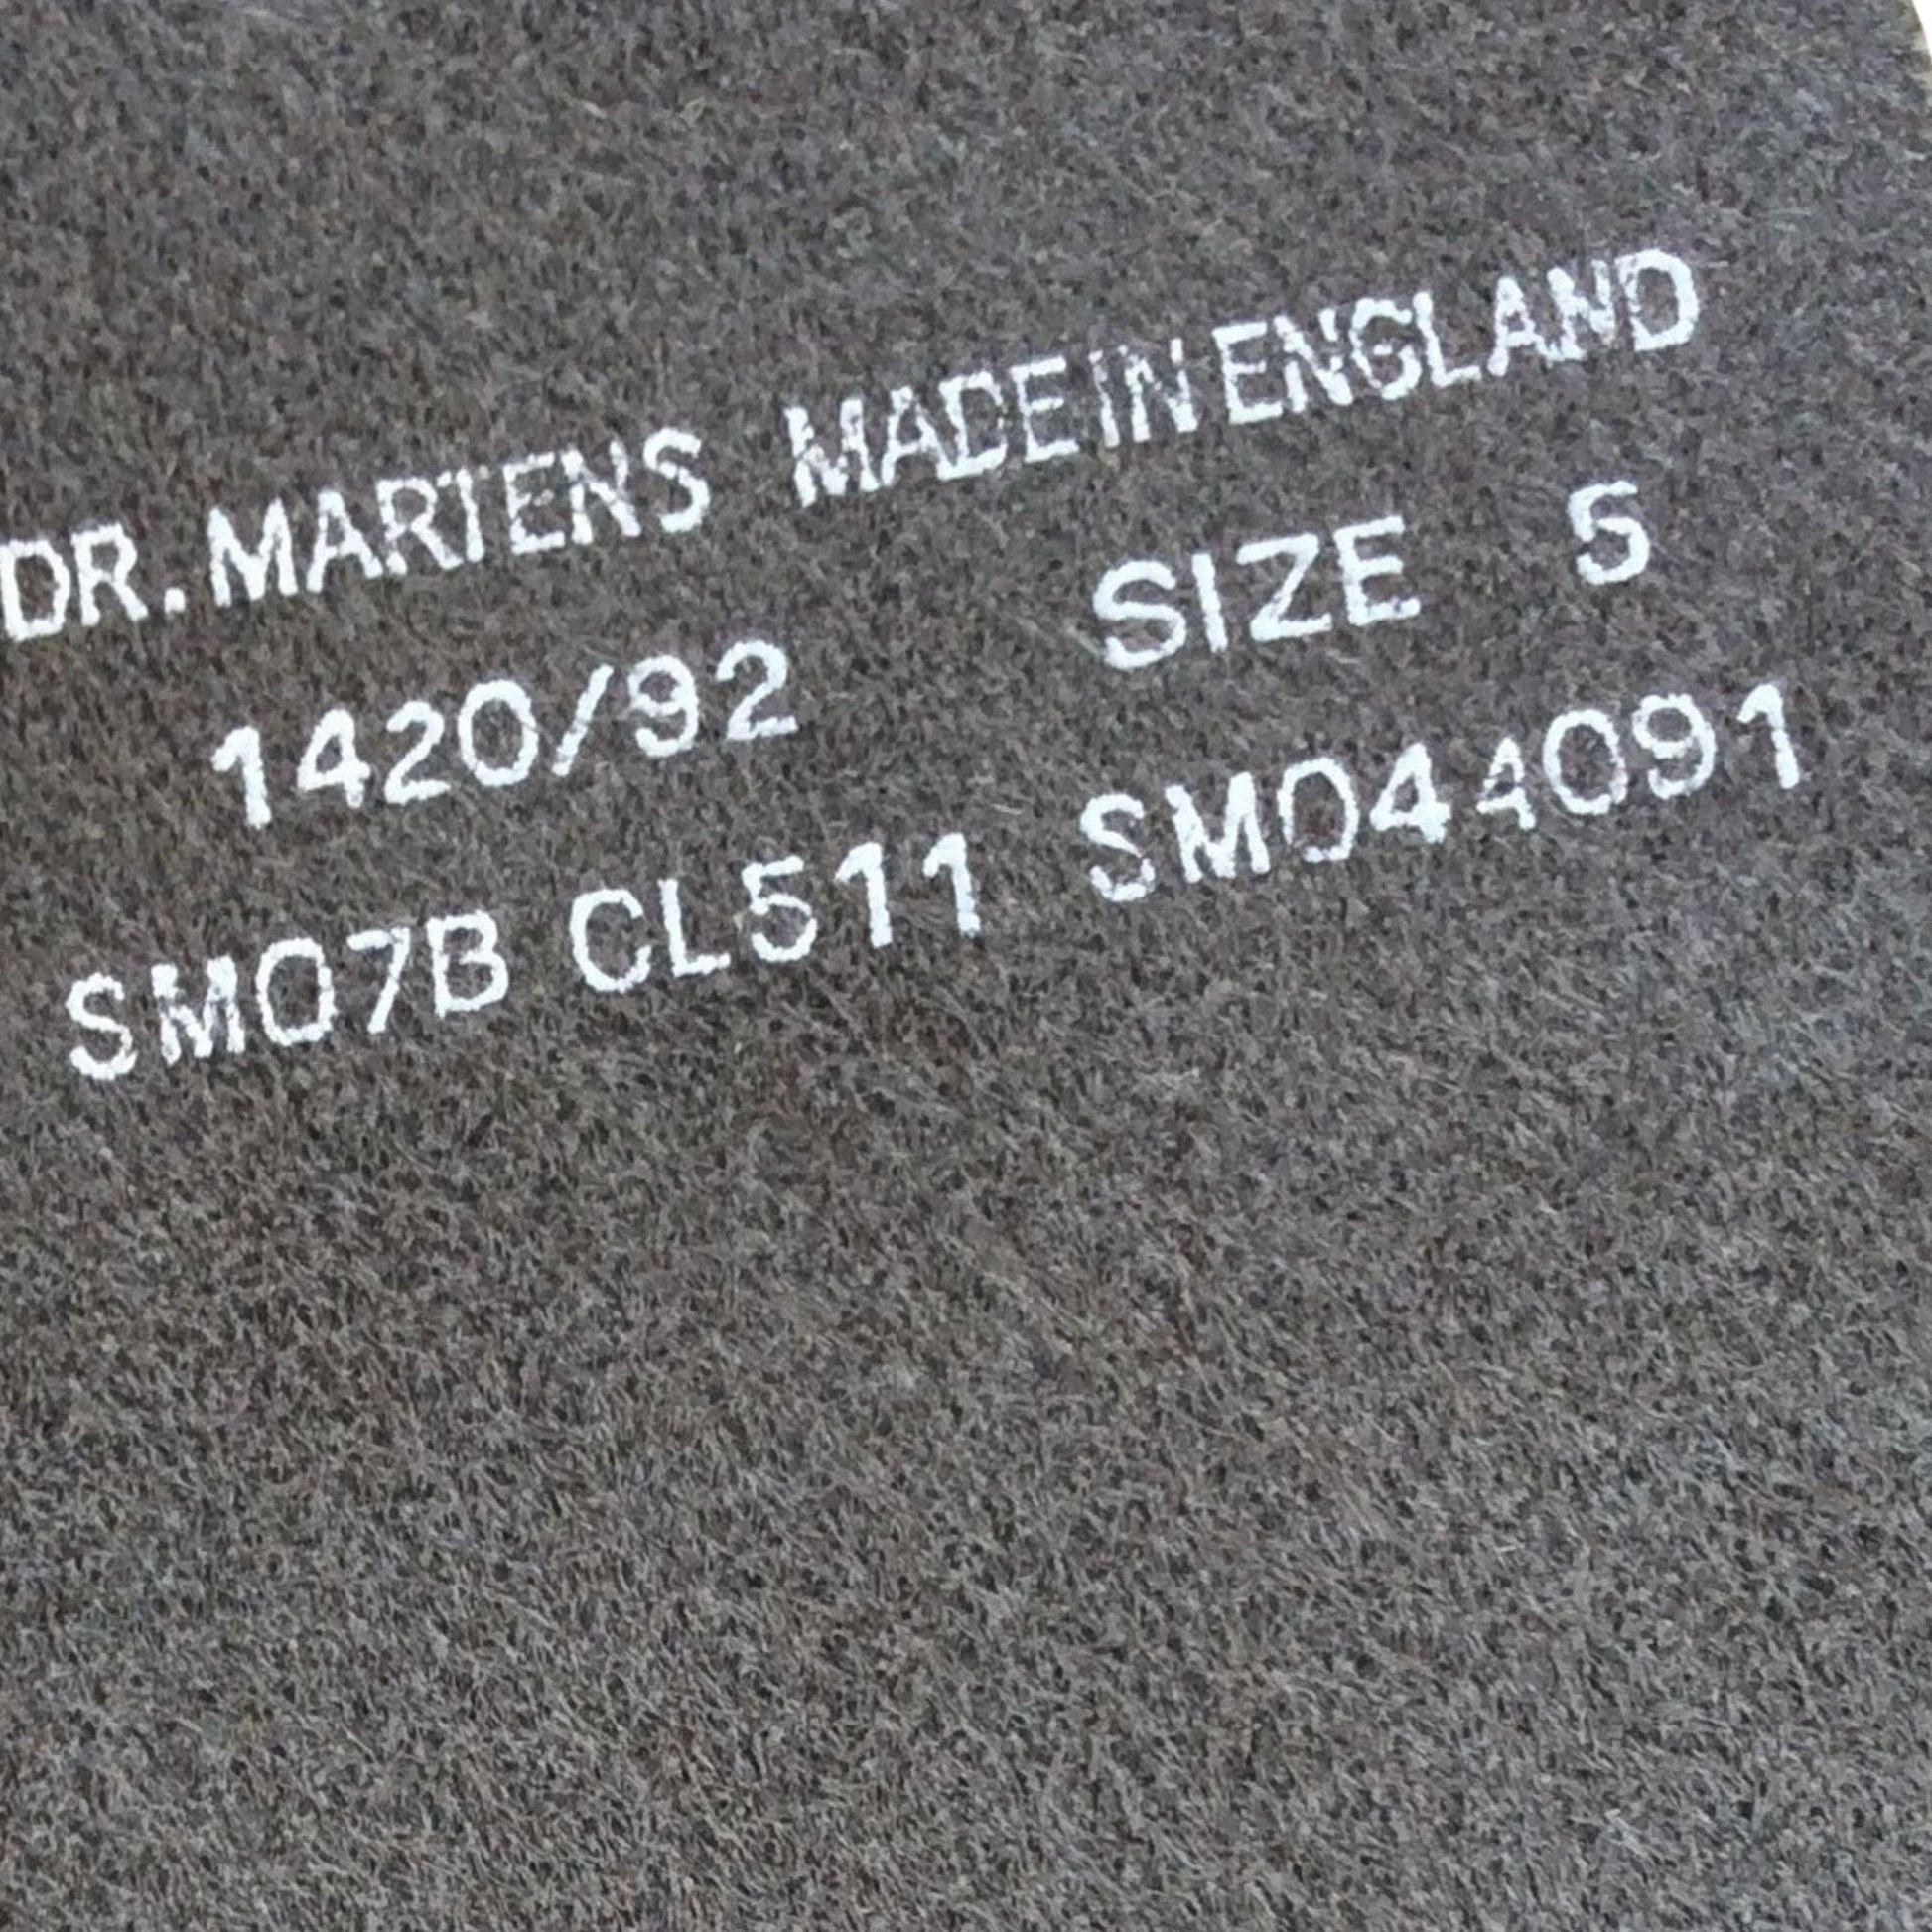 DR. MARTENS MADE IN ENGLAND
1420/92 SIZE 5
SM07B CL511 SM044091